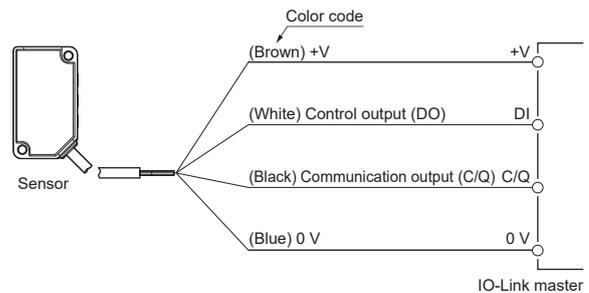 Color code
(Brown) +V +V
(White) Control output (DO) DI
(Black) Communication output (C/Q) C/Q
Sensor
(Blue) 0 V 0 V
IO-Link master